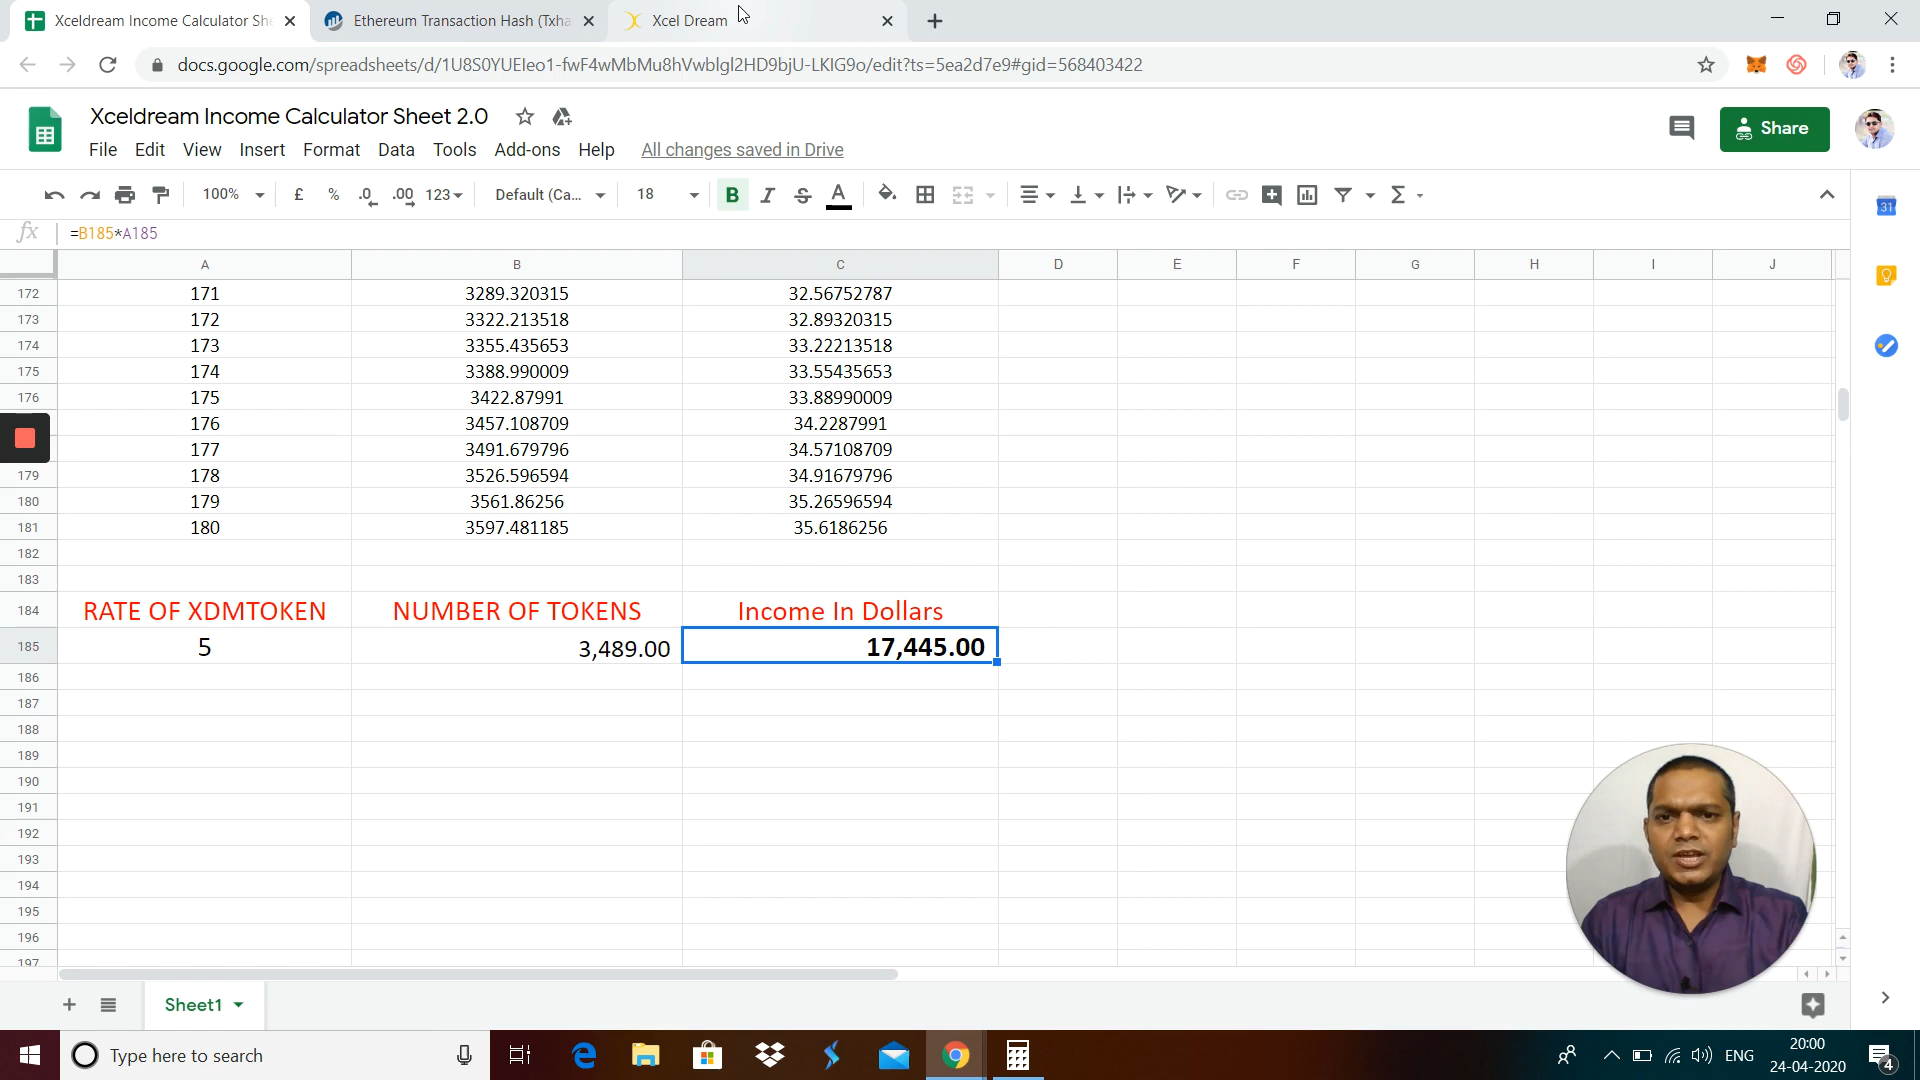 Xceldream Income Calculator She
Ethereum Transaction Hash (Txha
Xcel Dream
docs.google.com/spreadsheets/d/1U8S0YUEIeo1-fwF4wMbMu8hVwblgl2HD9bjU-LKIG9o/edit?ts=5ea2d7e9#gid=568403422
Xceldream Income Calculator Sheet 2.0
File Edit View Insert Format Data Tools Add-ons Help All changes saved in Drive
Share
100% £ % .0 .00 123 Default (Ca... 18 B I S A Σ
31
fx =B185*A185
A B C D E F G H I J
172 171 3289.320315 32.56752787
173 172 3322.213518 32.89320315
174 173 3355.435653 33.22213518
175 174 3388.990009 33.55435653
176 175 3422.87991 33.88990009
176 3457.108709 34.2287991
177 3491.679796 34.57108709
179 178 3526.596594 34.91679796
180 179 3561.86256 35.26596594
181 180 3597.481185 35.6186256
182
183
184 RATE OF XDMTOKEN NUMBER OF TOKENS Income In Dollars
185 5 3,489.00 17,445.00
186
187
188
189
190
191
192
193
194
195
196
197
Sheet1
Type here to search
ENG
20:00
24-04-2020
4